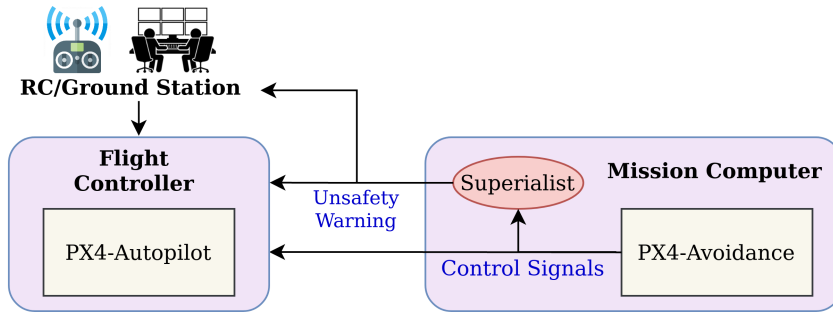 RC/Ground Station
Flight
Controller
PX4-Autopilot
Unsafety
Warning
Superialist
Mission Computer
Control Signals
PX4-Avoidance